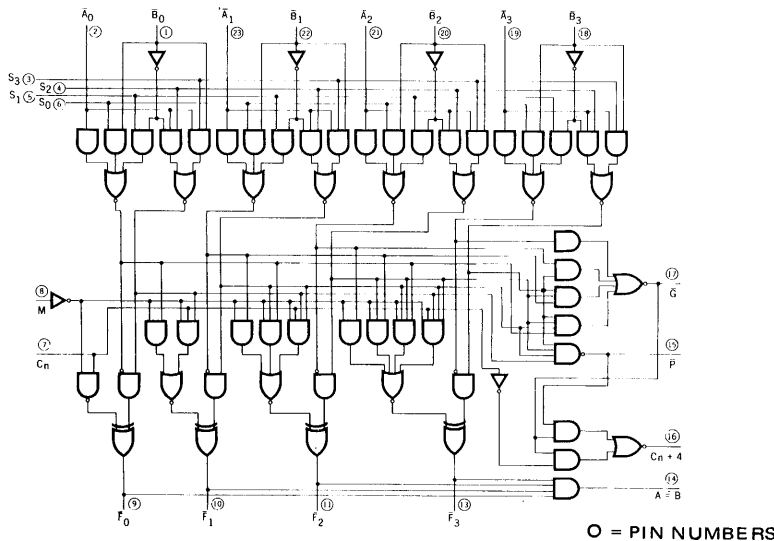 Ā0 B̄0 Ā1 B̄1 Ā2 B̄2 Ā3 B̄3
2 1 23 22 21 20 19 18
S3 3
S2 4
S1 5 S0 6
17
G̅
8
M
15
P̅
7
Cn
16
Cn + 4
14
A = B
9 10 11 13
F̄0 F̄1 F̄2 F̄3
O = PIN NUMBERS